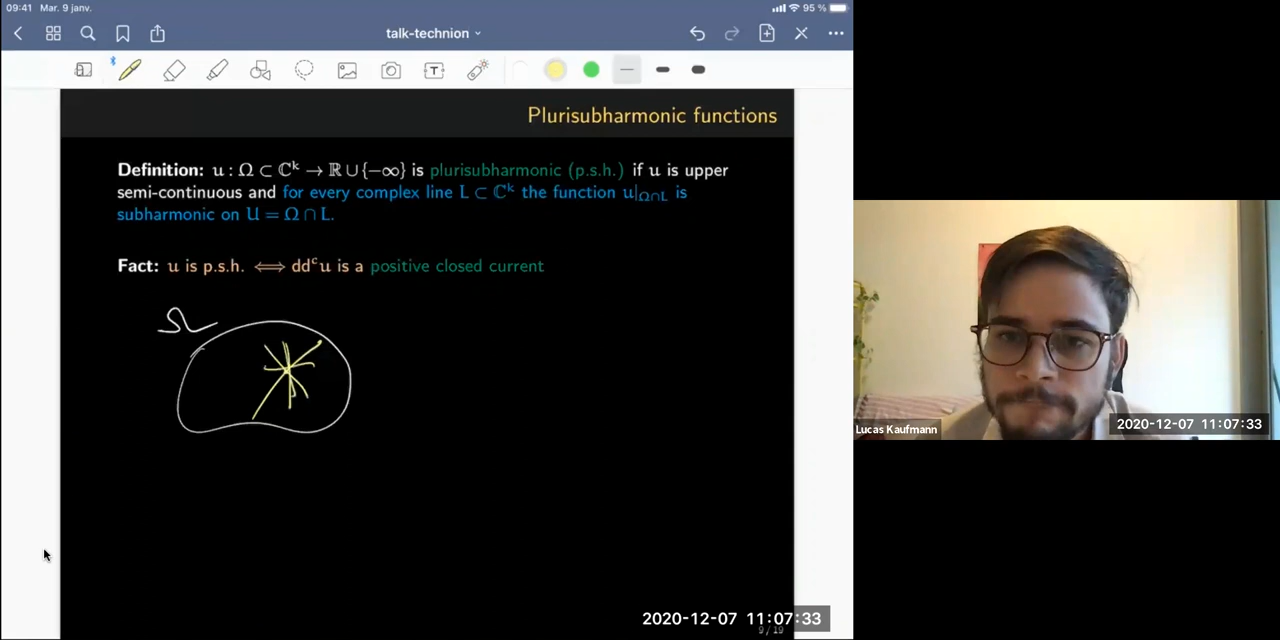 09:41 Mar. 9 janv.
95 %
talk-technion
T
Plurisubharmonic functions
Definition: u : Ω ⊂ ℂᵏ → ℝ ∪ {−∞} is plurisubharmonic (p.s.h.) if u is upper
semi-continuous and for every complex line L ⊂ ℂᵏ the function u|Ω∩L is
subharmonic on U = Ω ∩ L.
Fact: u is p.s.h. ⟺ ddᶜu is a positive closed current
Ω
Lucas Kaufmann
2020-12-07 11:07:33
2020-12-07 11:07:33
9 / 19